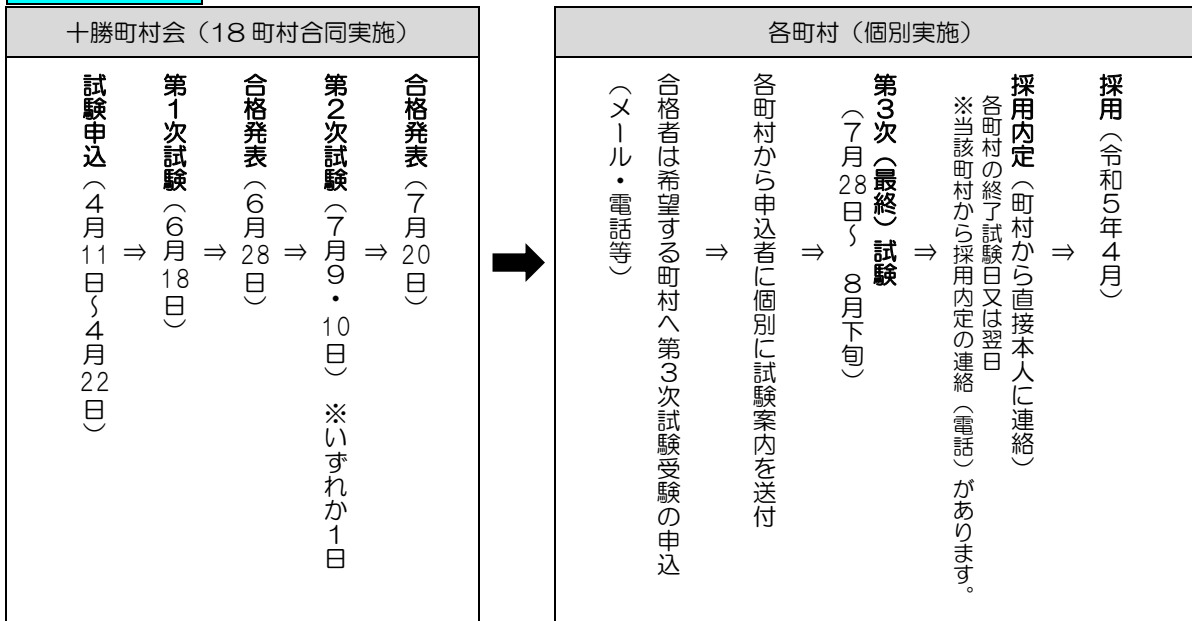 十勝町村会（18町村合同実施）
試験申込（4月11日～4月22日）
⇒
第1次試験（6月18日）
⇒
合格発表（6月28日）
⇒
第2次試験（7月9・10日）　※いずれか1日
⇒
合格発表（7月20日）
各町村（個別実施）
合格者は希望する町村へ第3次試験受験の申込
（メール・電話等）
⇒
各町村から申込者に個別に試験案内を送付
⇒
第3次（最終）試験
（7月28日～　8月下旬）
⇒
採用内定（町村から直接本人に連絡）
各町村の終了試験日又は翌日
※当該町村から採用内定の連絡（電話）があります。
⇒
採用（令和5年4月）